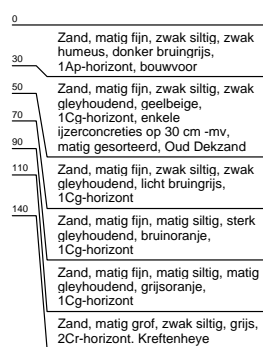 0
Zand, matig fijn, zwak siltig, zwak
humeus, donker bruingrijs,
1Ap-horizont, bouwvoor
30
Zand, matig fijn, zwak siltig, zwak
gleyhoudend, geelbeige,
1Cg-horizont, enkele
ijzerconcreties op 30 cm -mv,
matig gesorteerd, Oud Dekzand
50
Zand, matig fijn, zwak siltig, zwak
gleyhoudend, licht bruingrijs,
1Cg-horizont
70
Zand, matig fijn, matig siltig, sterk
gleyhoudend, bruinoranje,
1Cg-horizont
90
Zand, matig fijn, matig siltig, matig
gleyhoudend, grijsoranje,
1Cg-horizont
110
Zand, matig grof, zwak siltig, grijs,
2Cr-horizont. Kreftenheye
140